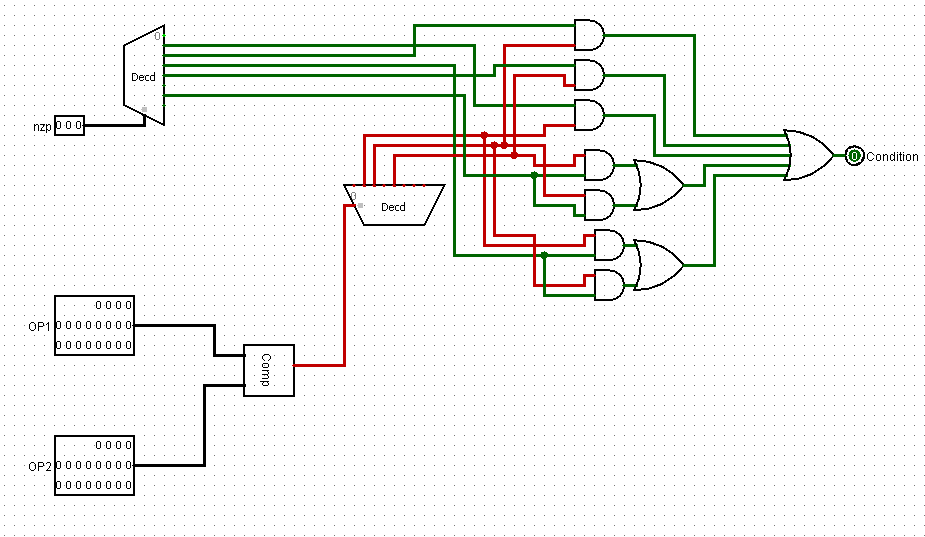 0
Decd
nzp 0 0 0
Condition
0
0
Decd
0 0 0 0
OP1 0 0 0 0 0 0 0 0
0 0 0 0 0 0 0 0
Comp
0 0 0 0
OP2 0 0 0 0 0 0 0 0
0 0 0 0 0 0 0 0